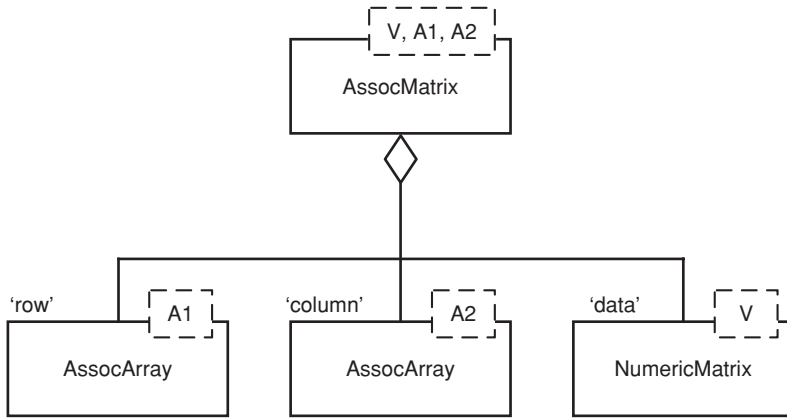 V, A1, A2
AssocMatrix
‘row’
A1
AssocArray
‘column’
A2
AssocArray
‘data’
V
NumericMatrix